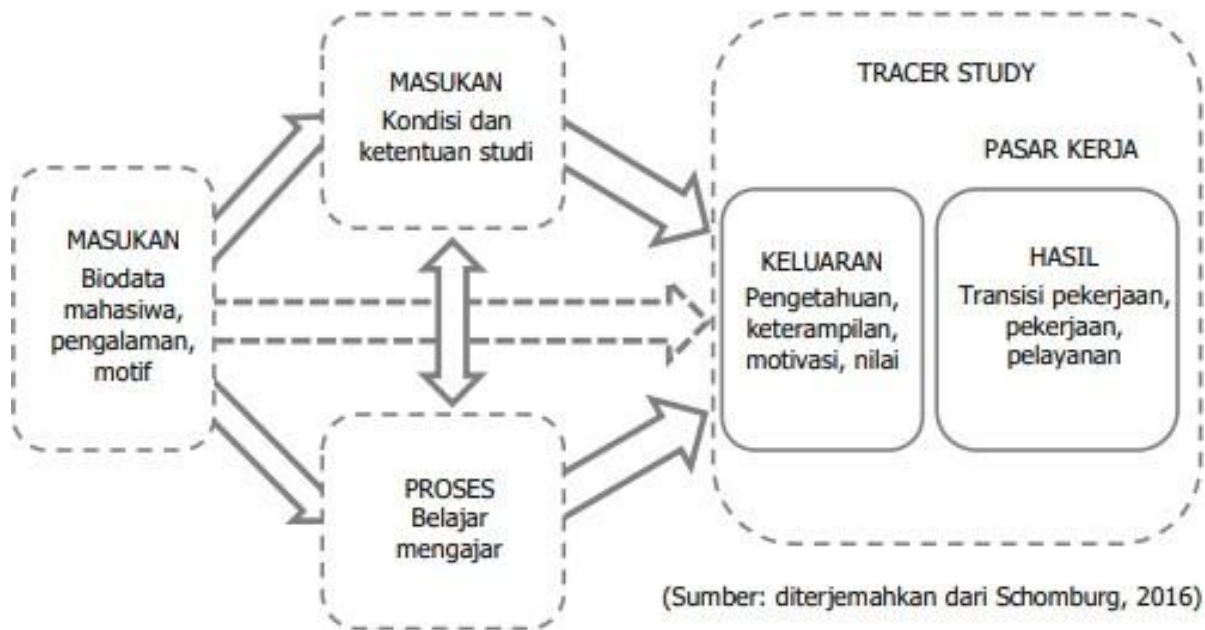 MASUKAN
Biodata
mahasiwa,
pengalaman,
motif
MASUKAN
Kondisi dan
ketentuan studi
PROSES
Belajar
mengajar
TRACER STUDY
PASAR KERJA
KELUARAN
Pengetahuan,
keterampilan,
motivasi, nilai
HASIL
Transisi pekerjaan,
pekerjaan,
pelayanan
(Sumber: diterjemahkan dari Schomburg, 2016)